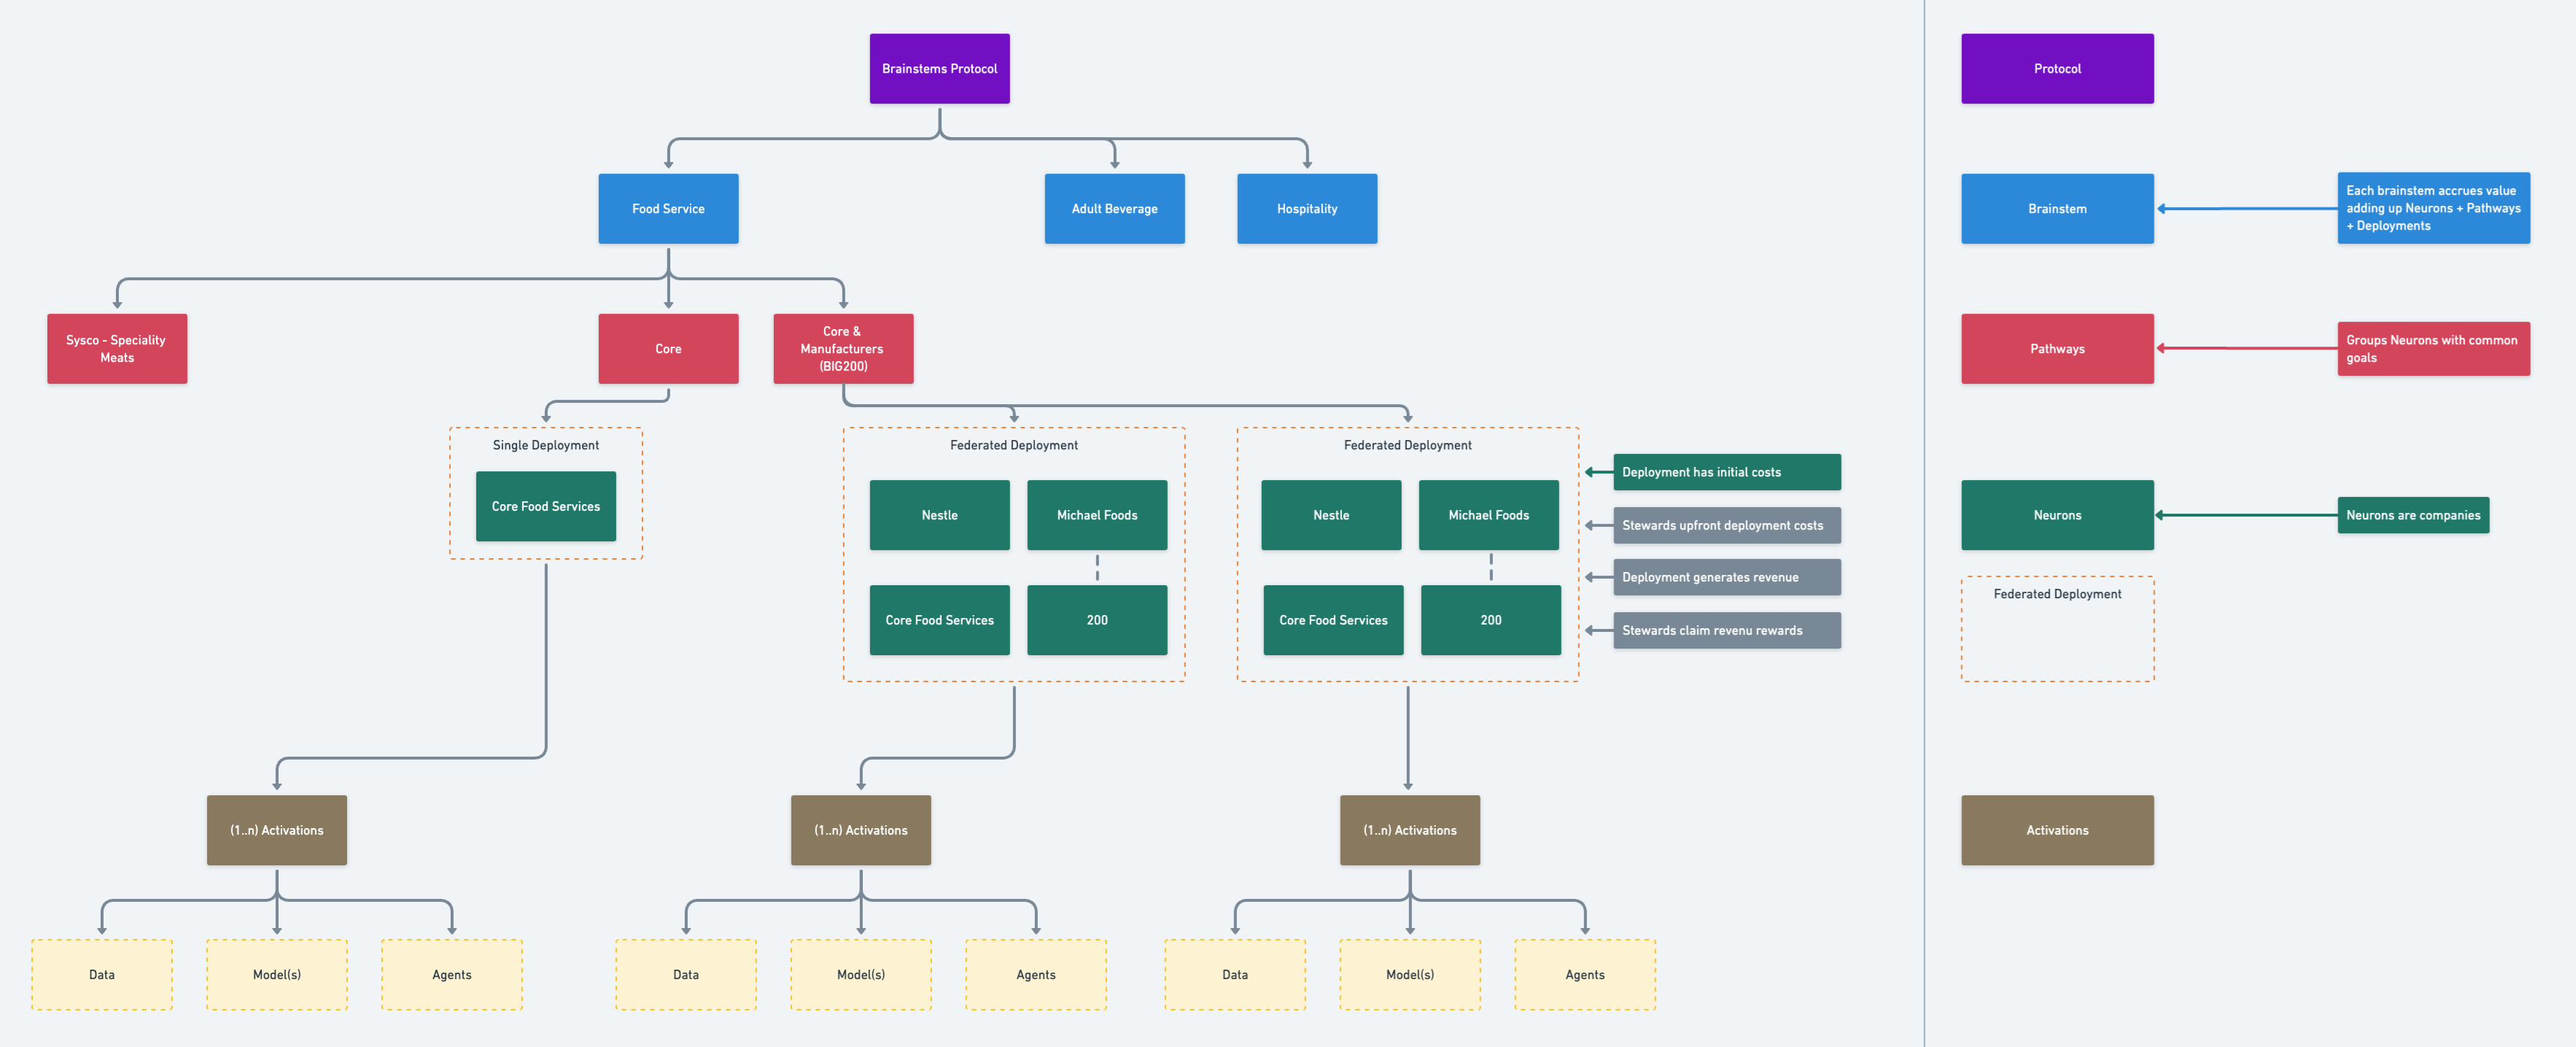 Brainstems Protocol
Protocol
Food Service
Adult Beverage
Hospitality
Brainstem
Each brainstem accrues value
adding up Neurons + Pathways
+ Deployments
Sysco - Speciality
Meats
Core
Core &
Manufacturers
(BIG200)
Pathways
Groups Neurons with common
goals
Single Deployment
Core Food Services
Federated Deployment
Nestle
Michael Foods
Core Food Services
200
Federated Deployment
Nestle
Michael Foods
Core Food Services
200
Deployment has initial costs
Stewards upfront deployment costs
Deployment generates revenue
Stewards claim revenu rewards
Neurons
Neurons are companies
Federated Deployment
(1..n) Activations
(1..n) Activations
(1..n) Activations
Activations
Data
Model(s)
Agents
Data
Model(s)
Agents
Data
Model(s)
Agents